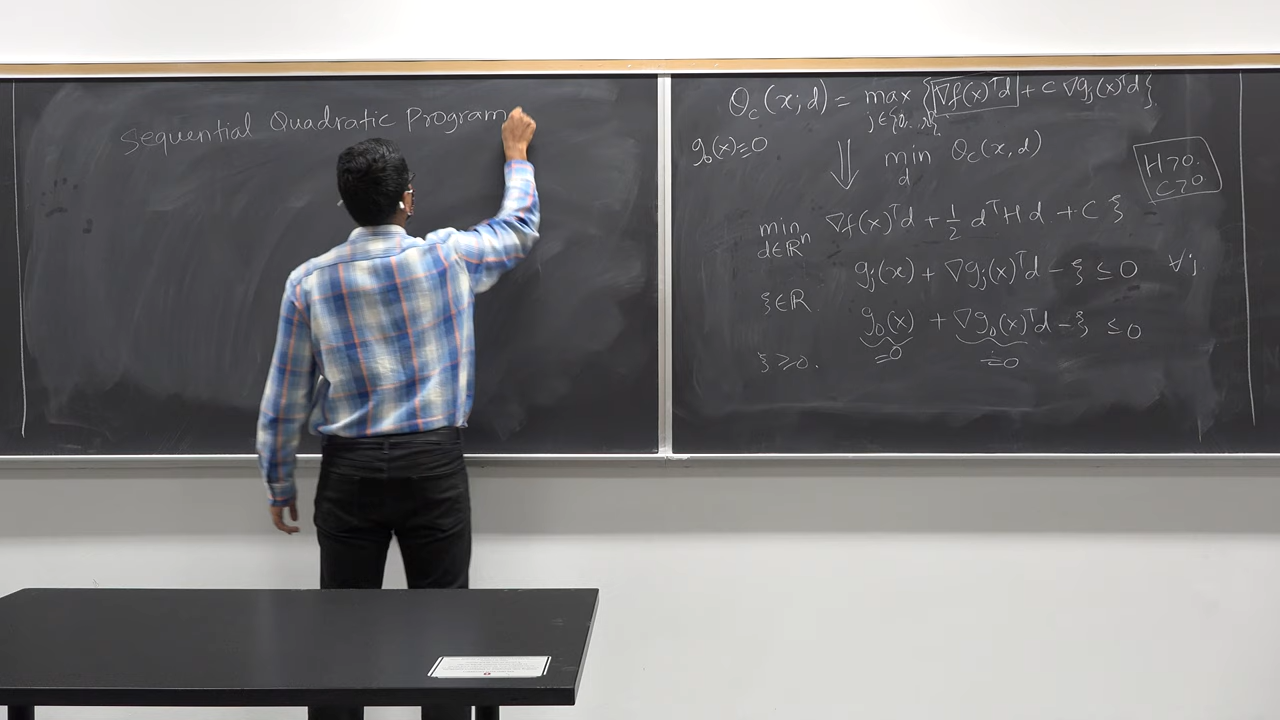 Sequential Quadratic Program
Θc(x;d) = max {∇f(x)ᵀd + C ∇gj(x)ᵀd}
j∈{0,..,r}
g₀(x)=0
⇓ min Θc(x,d)
d
H>0.
C>0.
min ∇f(x)ᵀd + ½ dᵀH d + C ξ
d∈ℝⁿ
gj(x) + ∇gj(x)ᵀd − ξ ≤ 0 ∀j.
ξ∈ℝ
g₀(x) + ∇g₀(x)ᵀd − ξ ≤ 0
=0 =0
ξ ≥ 0.